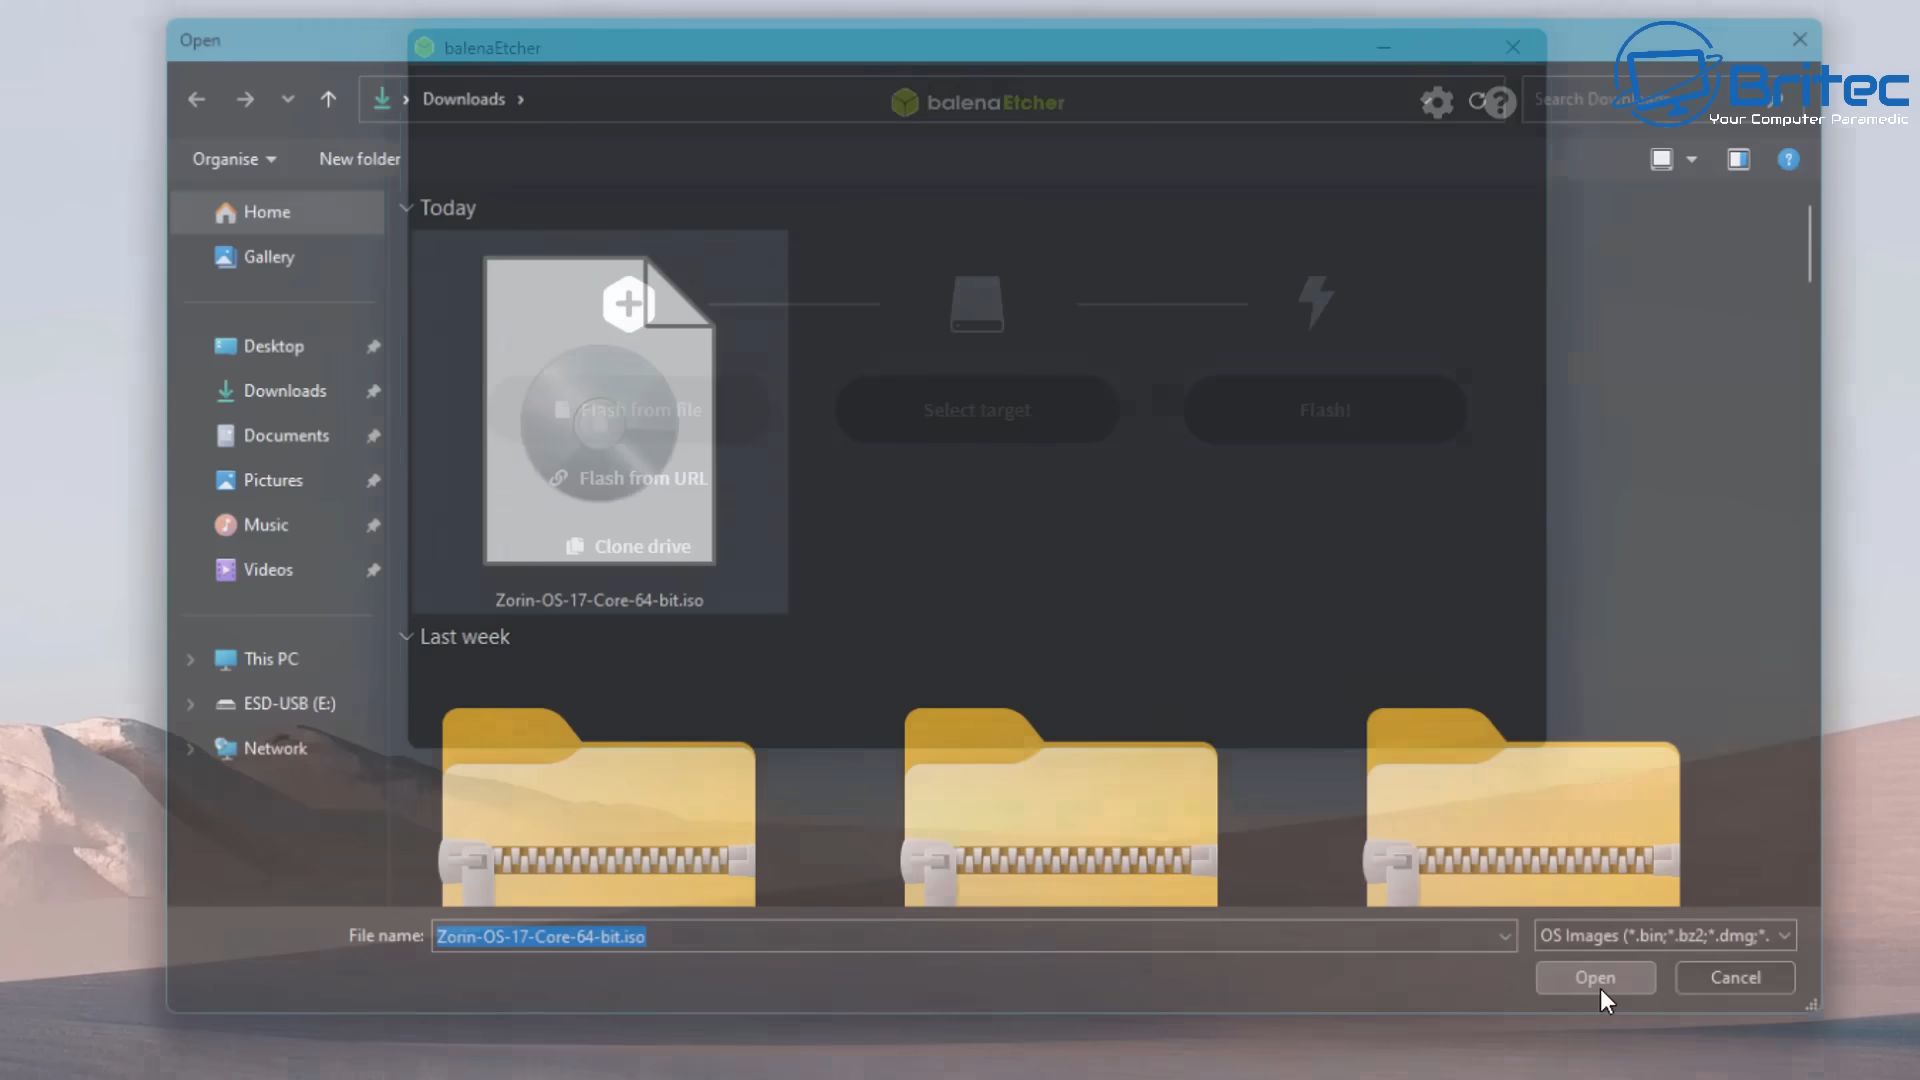 Open
balenaEtcher
Downloads
balenaEtcher
Search Down
Britec
Your Computer Paramedic
Organise
New folder
Home
Gallery
Desktop
Downloads
Documents
Pictures
Music
Videos
This PC
ESD-USB (E:)
Network
Today
Flash from file
Select target
Flash!
Flash from URL
Clone drive
Zorin-OS-17-Core-64-bit.iso
Last week
File name:
Zorin-OS-17-Core-64-bit.iso
OS Images (*.bin;*.bz2;*.dmg;*.
Open
Cancel